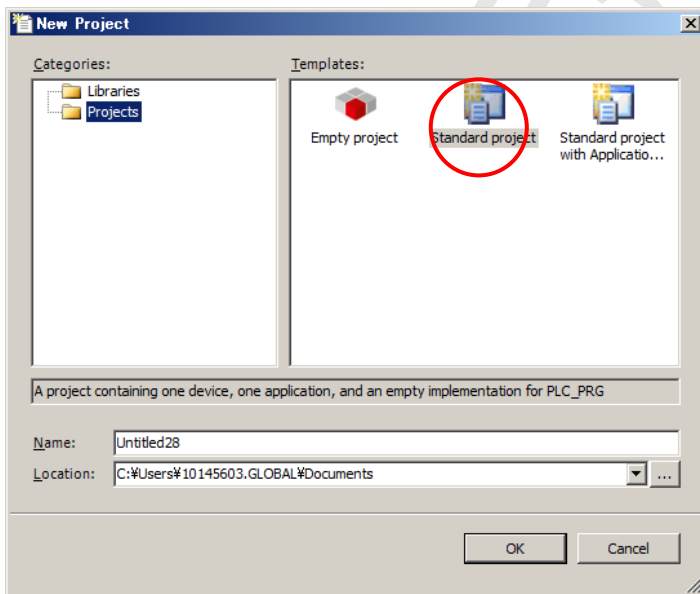 New Project
Categories:
Templates:
Libraries
Projects
Empty project
Standard project
Standard project
with Applicatio...
A project containing one device, one application, and an empty implementation for PLC_PRG
Name:
Untitled28
Location:
C:¥Users¥10145603.GLOBAL¥Documents
...
OK
Cancel